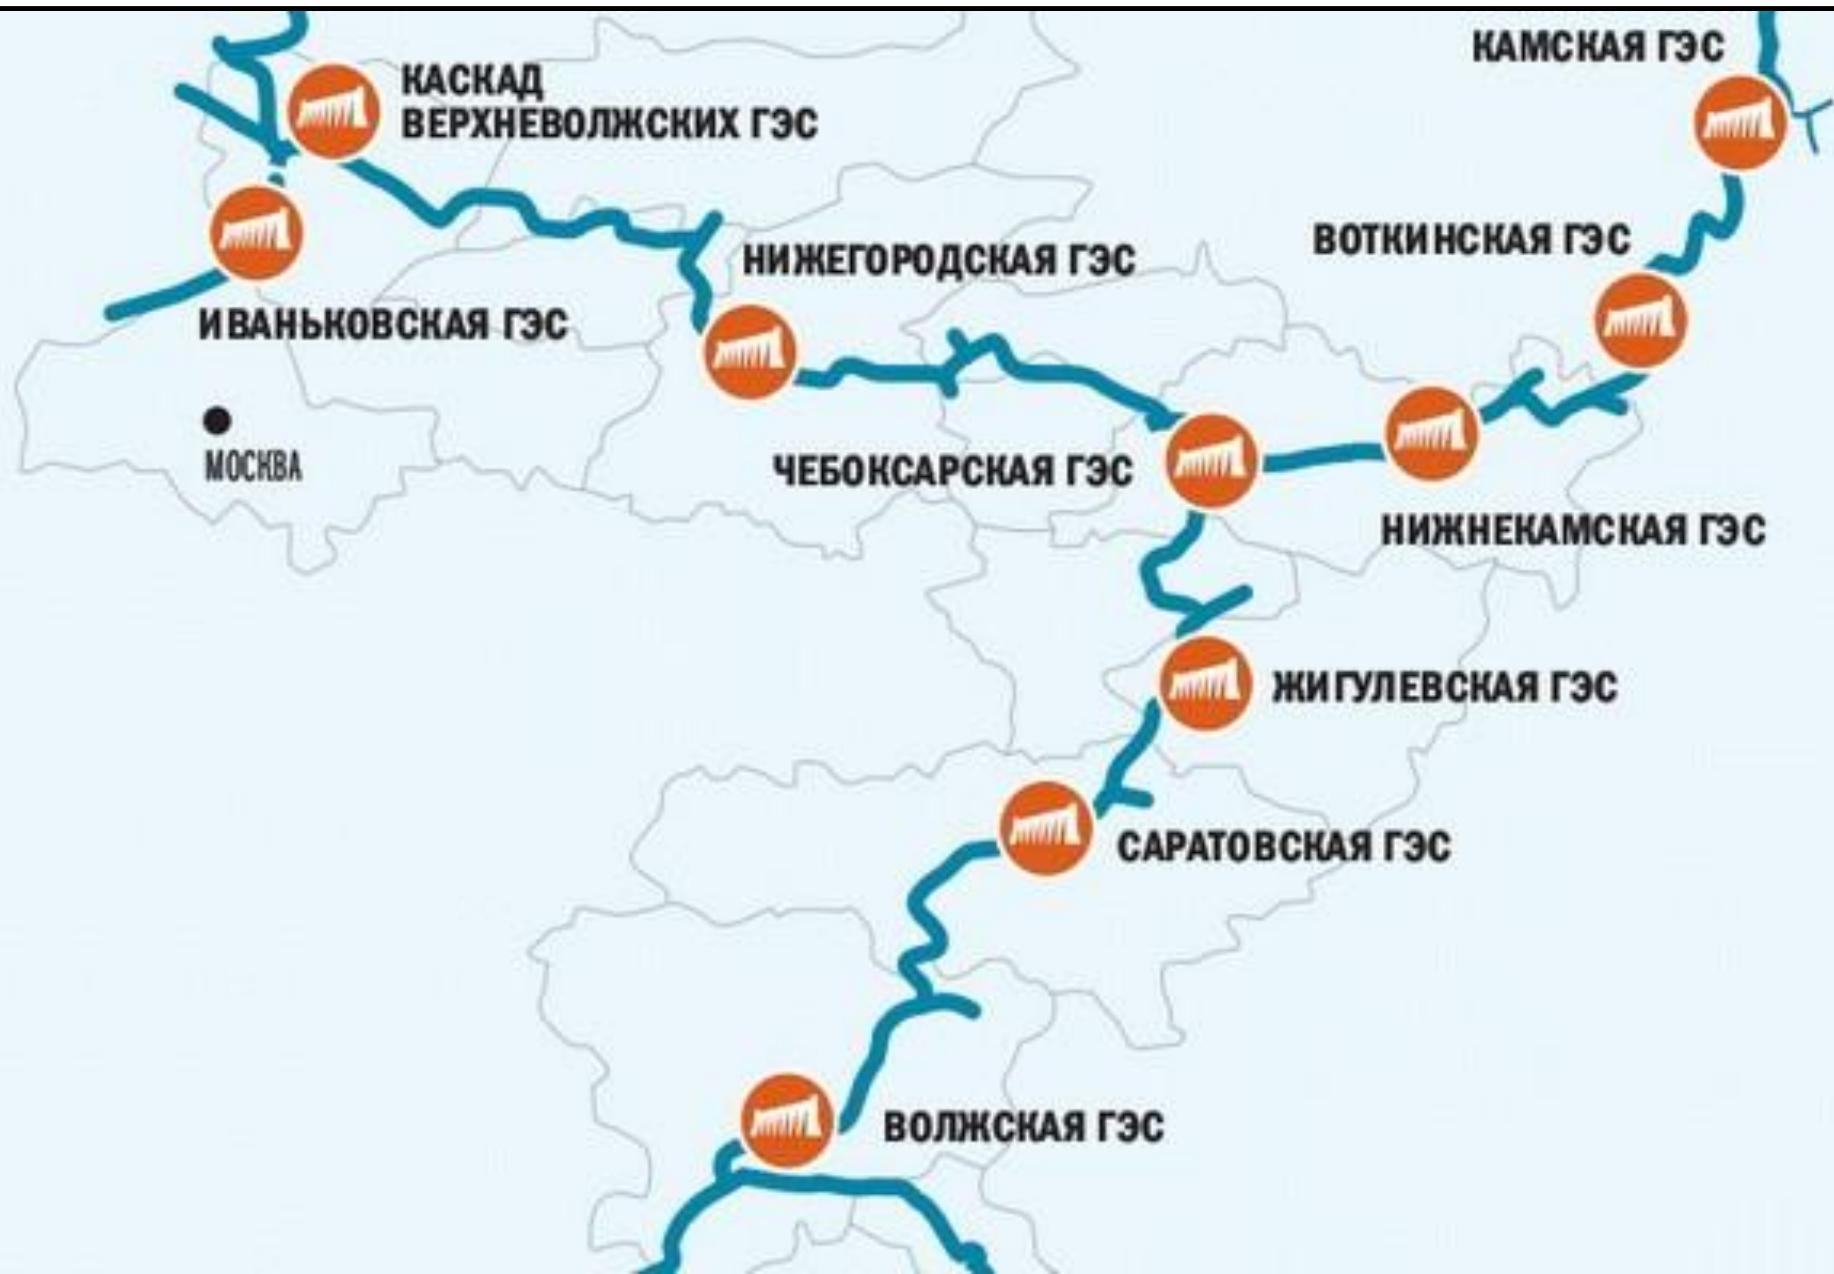 КАМСКАЯ ГЭС
КАСКАД
ВЕРХНЕВОЛЖСКИХ ГЭС
ВОТКИНСКАЯ ГЭС
НИЖЕГОРОДСКАЯ ГЭС
ИВАНЬКОВСКАЯ ГЭС
МОСКВА
ЧЕБОКСАРСКАЯ ГЭС
НИЖНЕКАМСКАЯ ГЭС
ЖИГУЛЕВСКАЯ ГЭС
САРАТОВСКАЯ ГЭС
ВОЛЖСКАЯ ГЭС